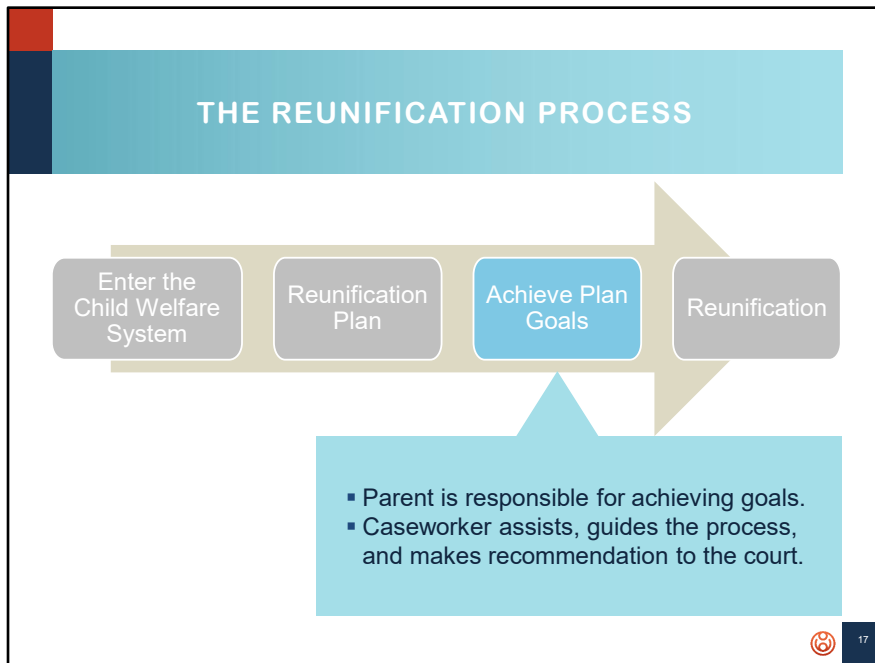 THE REUNIFICATION PROCESS
Enter the
Child Welfare
System
Reunification
Plan
Achieve Plan
Goals
Reunification
▪ Parent is responsible for achieving goals.
▪ Caseworker assists, guides the process,
and makes recommendation to the court.
17